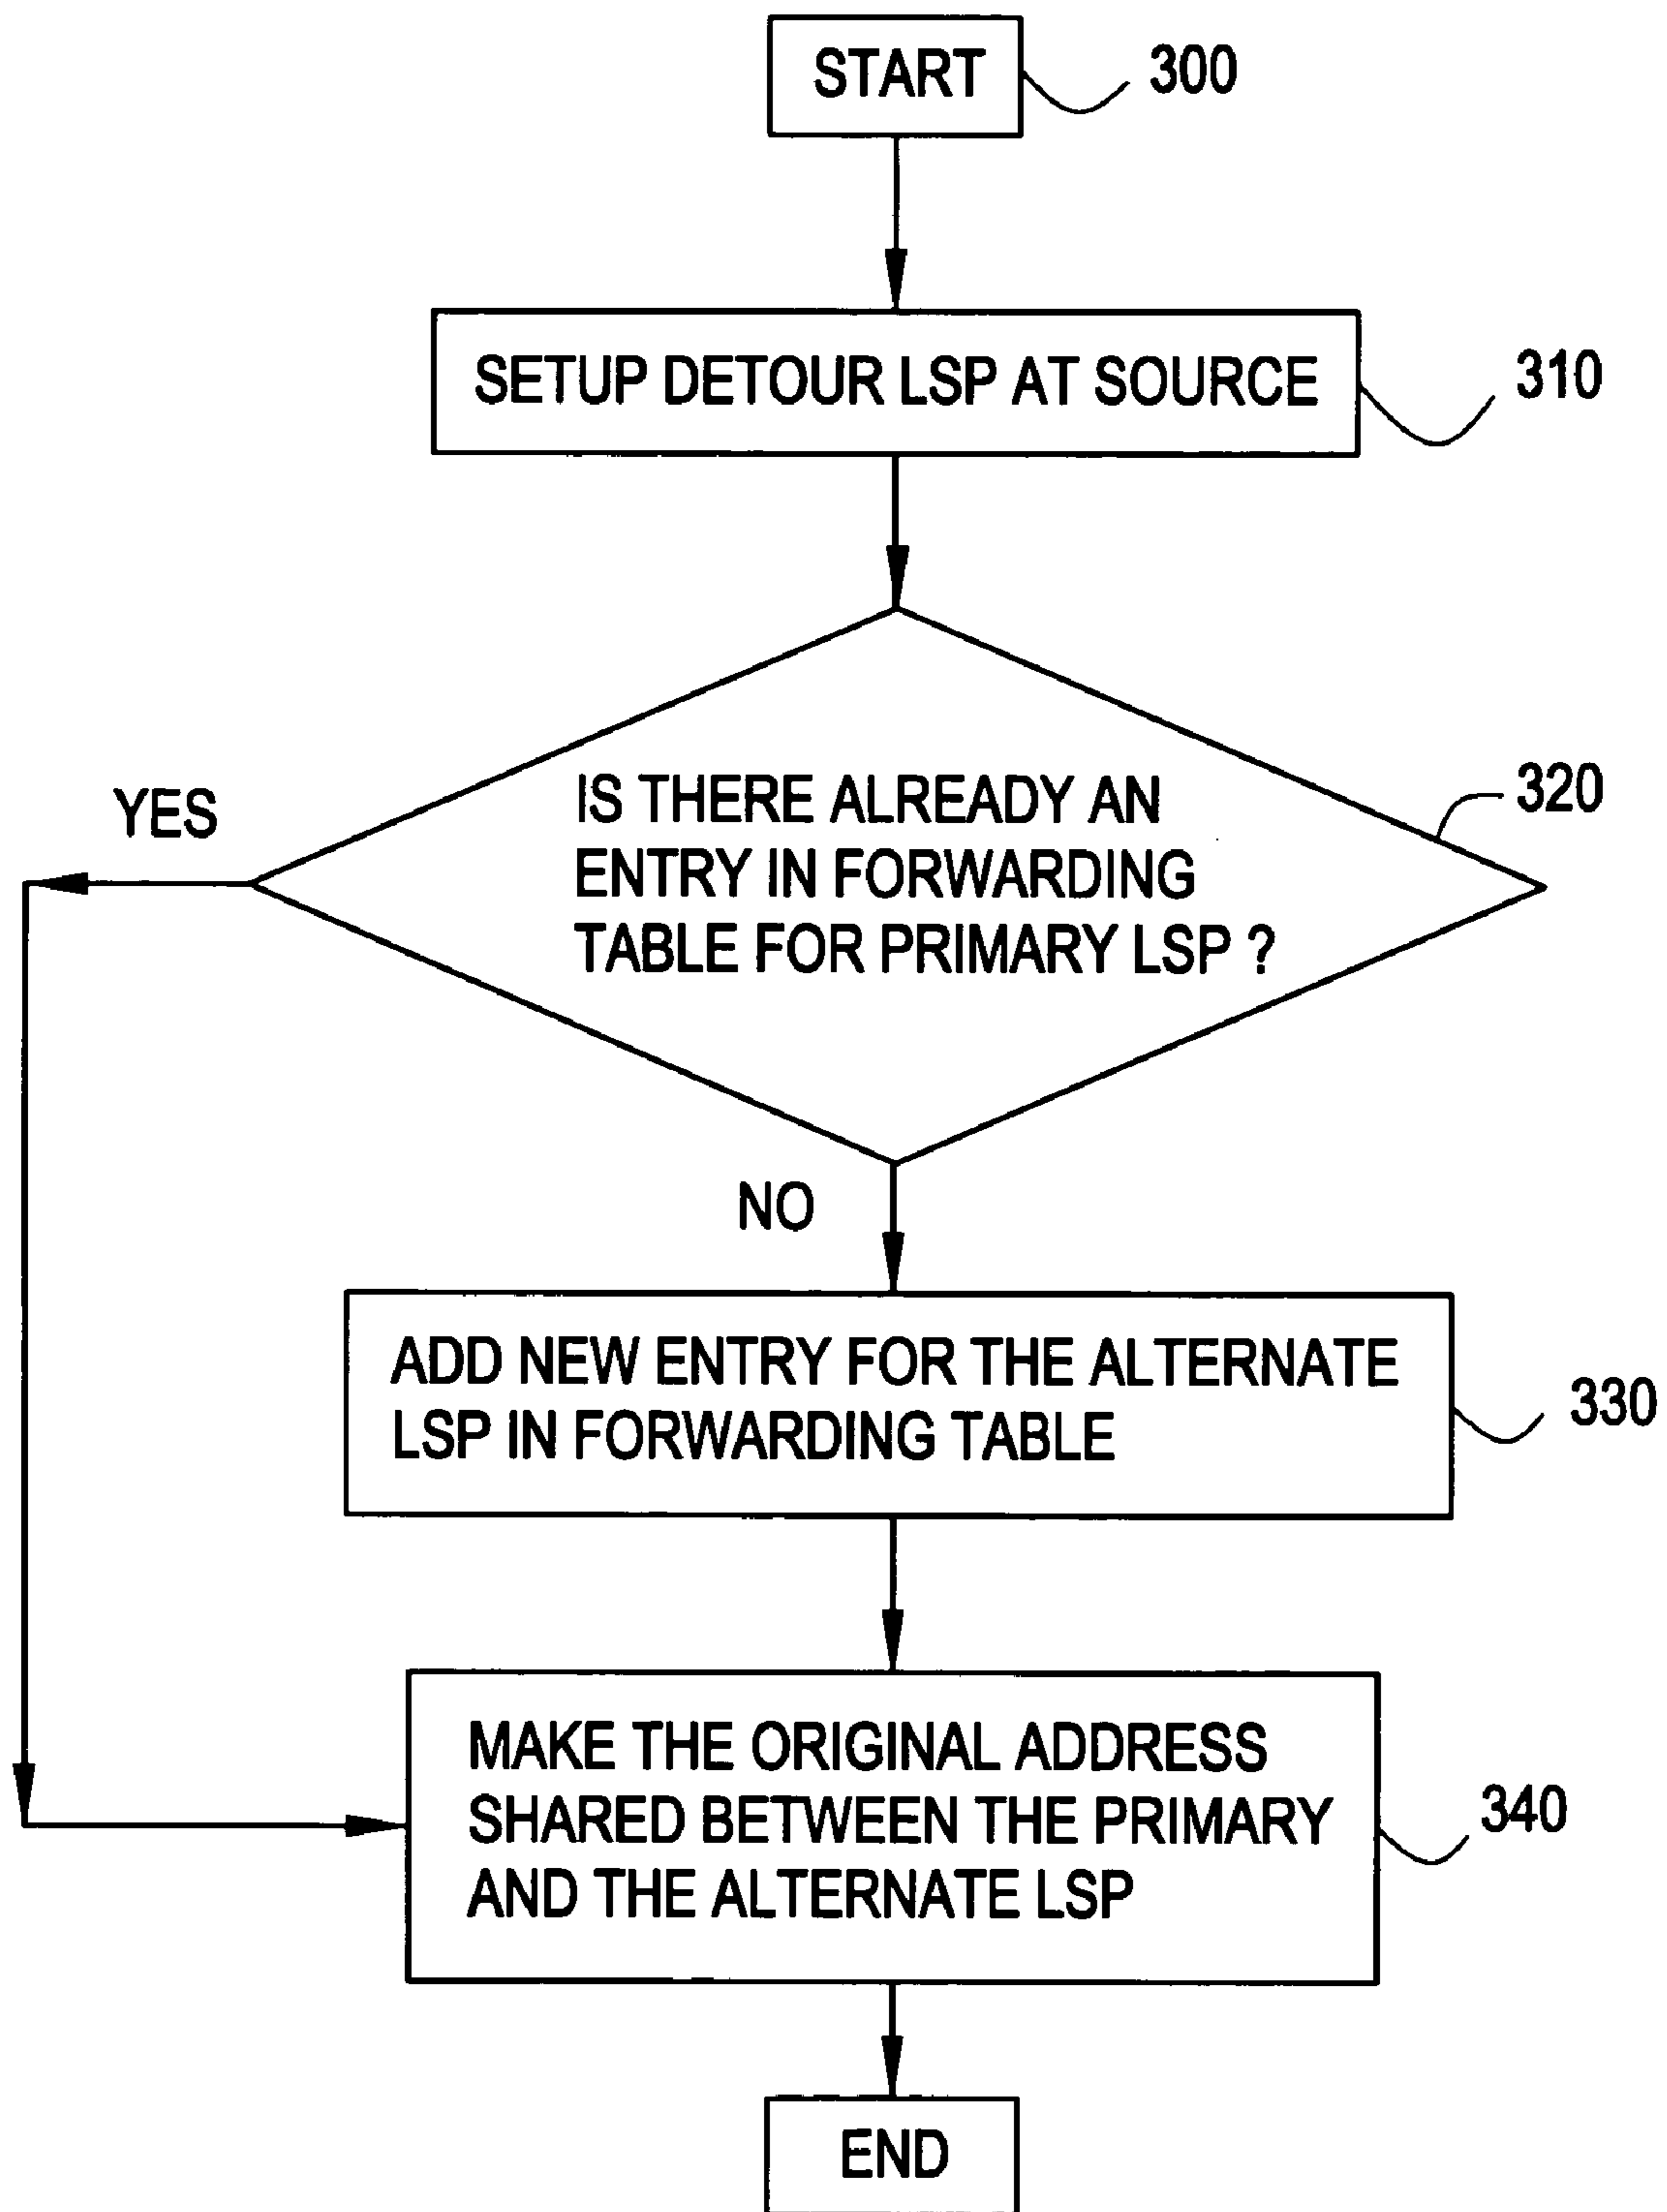 START
300
SETUP DETOUR LSP AT SOURCE
310
IS THERE ALREADY AN
ENTRY IN FORWARDING
TABLE FOR PRIMARY LSP ?
320
YES
NO
ADD NEW ENTRY FOR THE ALTERNATE
LSP IN FORWARDING TABLE
330
MAKE THE ORIGINAL ADDRESS
SHARED BETWEEN THE PRIMARY
AND THE ALTERNATE LSP
340
END